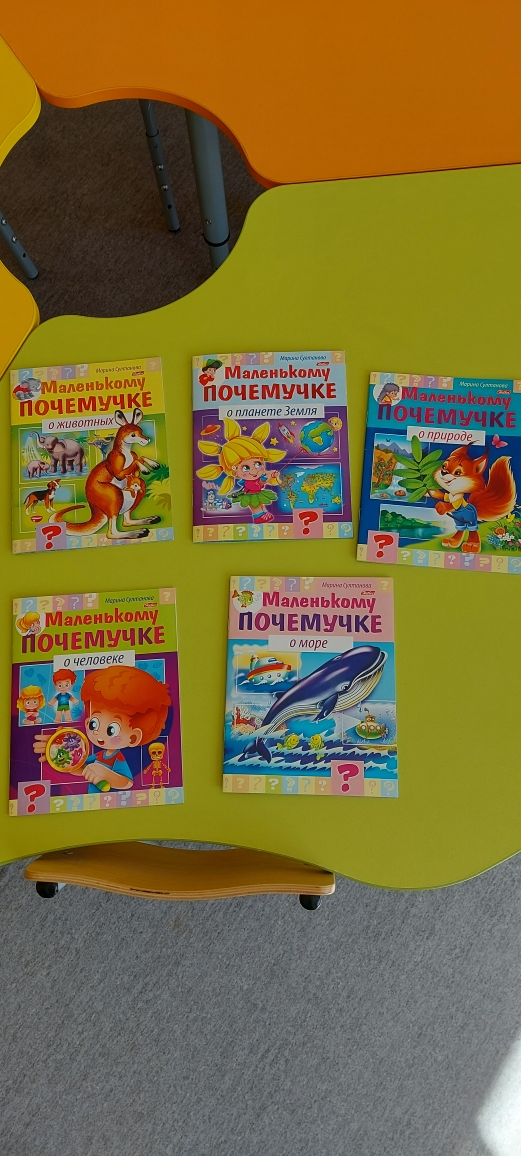 Марина Султанова
Маленькому
ПОЧЕМУЧКЕ
о животных
?
Марина Султанова
Маленькому
ПОЧЕМУЧКЕ
о планете Земля
?
Марина Султанова
Маленькому
ПОЧЕМУЧКЕ
о природе
?
Марина Султанова
Маленькому
ПОЧЕМУЧКЕ
о человеке
?
Марина Султанова
Маленькому
ПОЧЕМУЧКЕ
о море
?